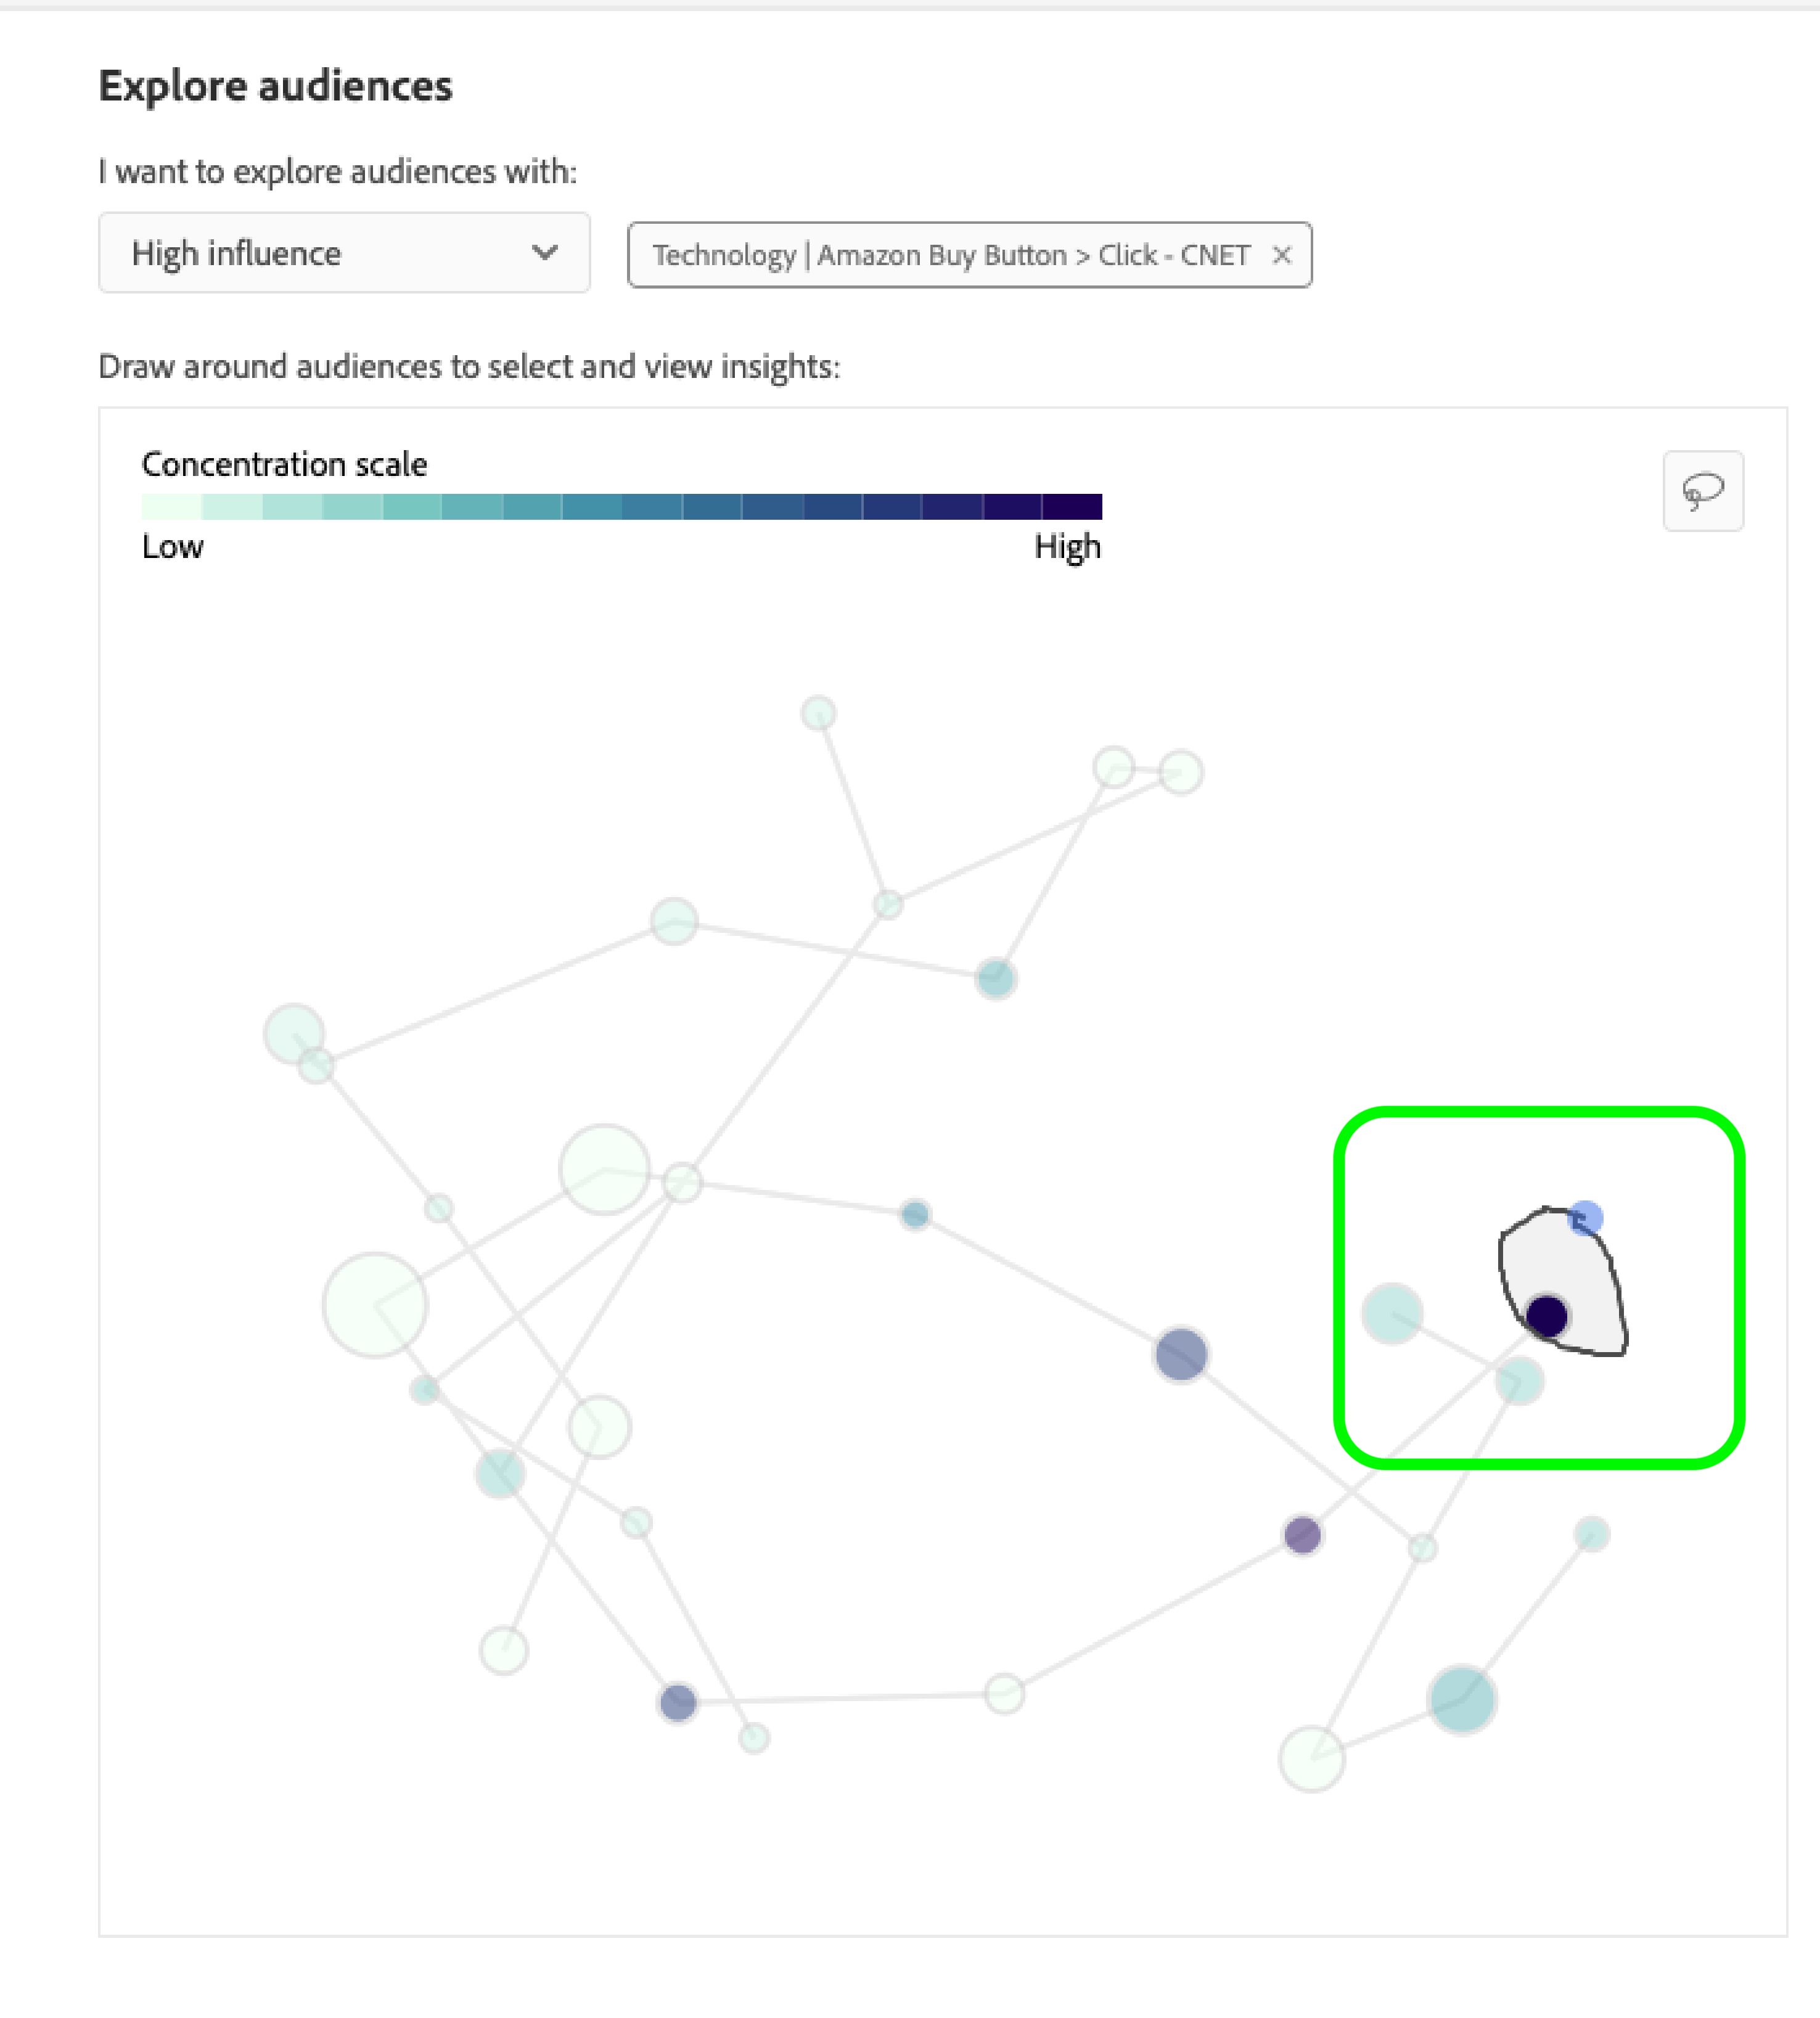 Explore audiences
I want to explore audiences with:
High influence
Technology | Amazon Buy Button > Click - CNET ×
Draw around audiences to select and view insights:
Concentration scale
Low
High